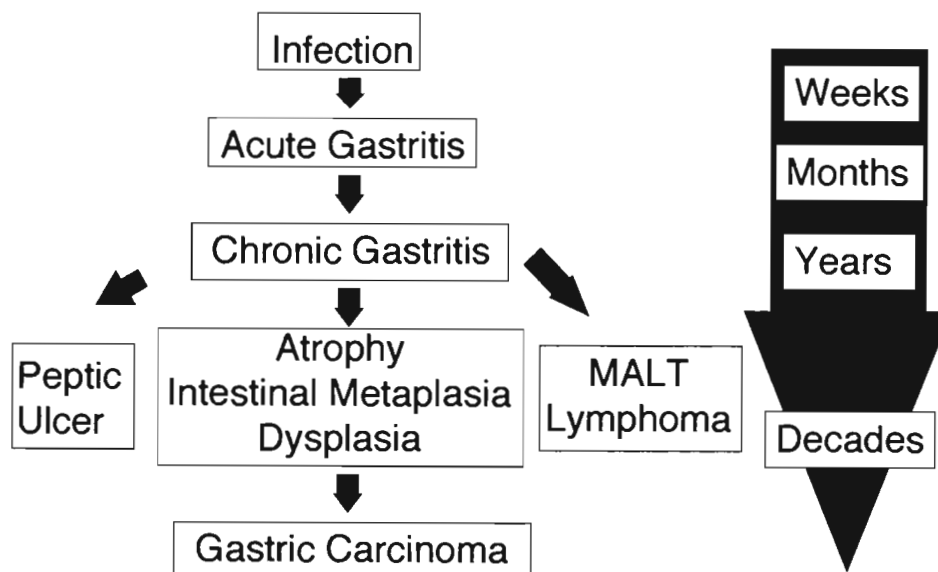 Infection
Acute Gastritis
Chronic Gastritis
Peptic
Ulcer
Atrophy
Intestinal Metaplasia
Dysplasia
MALT
Lymphoma
Gastric Carcinoma
Weeks
Months
Years
Decades